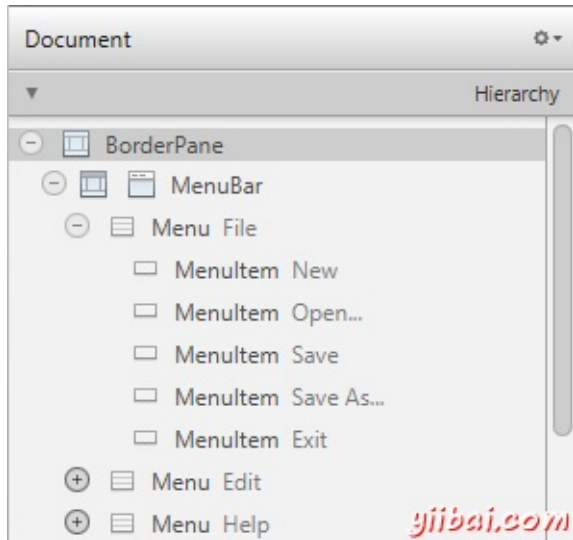 Document
Hierarchy
BorderPane
MenuBar
Menu File
MenuItem New
MenuItem Open...
MenuItem Save
MenuItem Save As...
MenuItem Exit
Menu Edit
Menu Help
yiibai.com